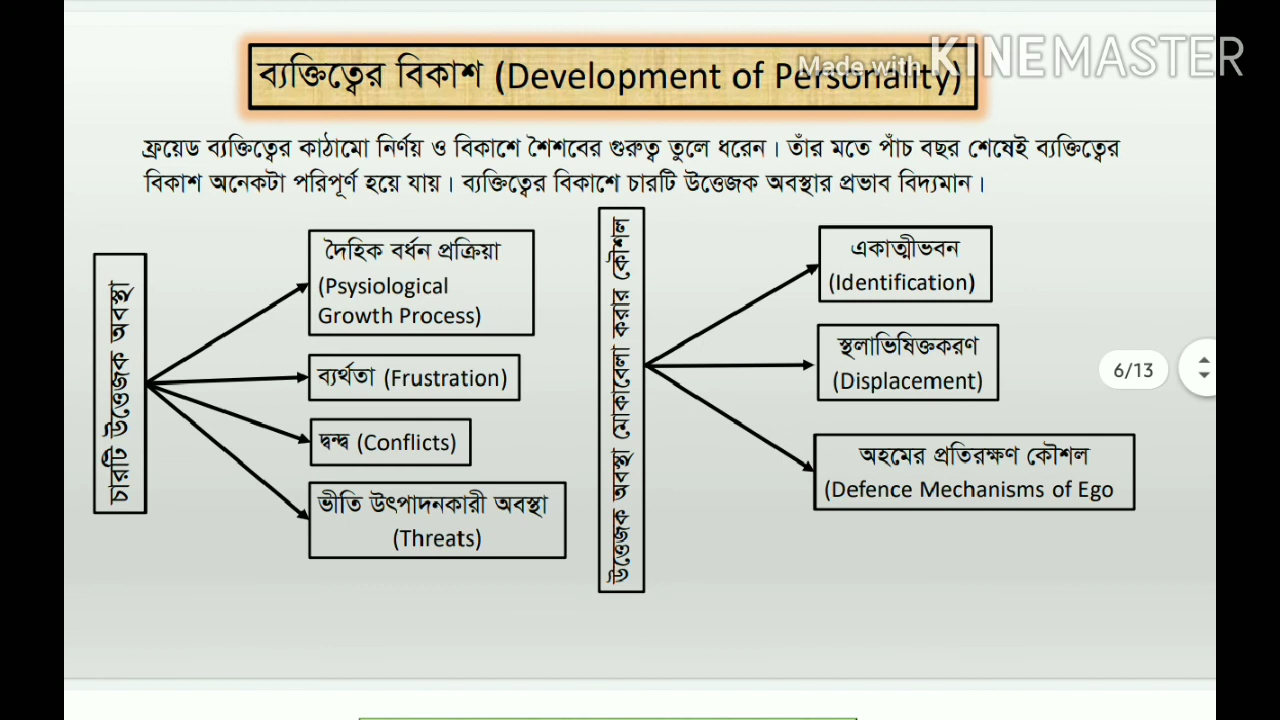 ব্যক্তিত্বের বিকাশ (Development of Personality)
Made with KINEMASTER
ফ্রয়েড ব্যক্তিত্বের কাঠামো নির্ণয় ও বিকাশে শৈশবের গুরুত্ব তুলে ধরেন। তাঁর মতে পাঁচ বছর শেষেই ব্যক্তিত্বের
বিকাশ অনেকটা পরিপূর্ণ হয়ে যায়। ব্যক্তিত্বের বিকাশে চারটি উত্তেজক অবস্থার প্রভাব বিদ্যমান।
চারটি উত্তেজক অবস্থা
দৈহিক বর্ধন প্রক্রিয়া
(Psysiological
Growth Process)
ব্যর্থতা (Frustration)
দ্বন্দ্ব (Conflicts)
ভীতি উৎপাদনকারী অবস্থা
(Threats)
উত্তেজক অবস্থা মোকাবেলা করার কৌশল
একাত্মীভবন
(Identification)
স্থলাভিষিক্তকরণ
(Displacement)
অহমের প্রতিরক্ষণ কৌশল
(Defence Mechanisms of Ego
6/13